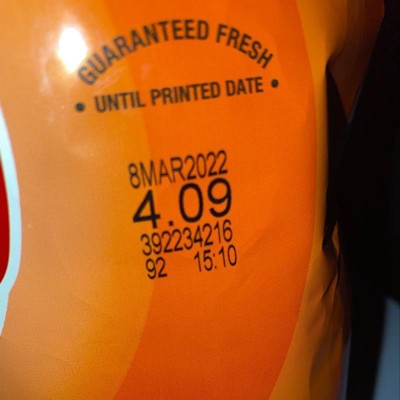 GUARANTEED FRESH
• UNTIL PRINTED DATE •
8MAR2022
4.09
392234216
92 15:10